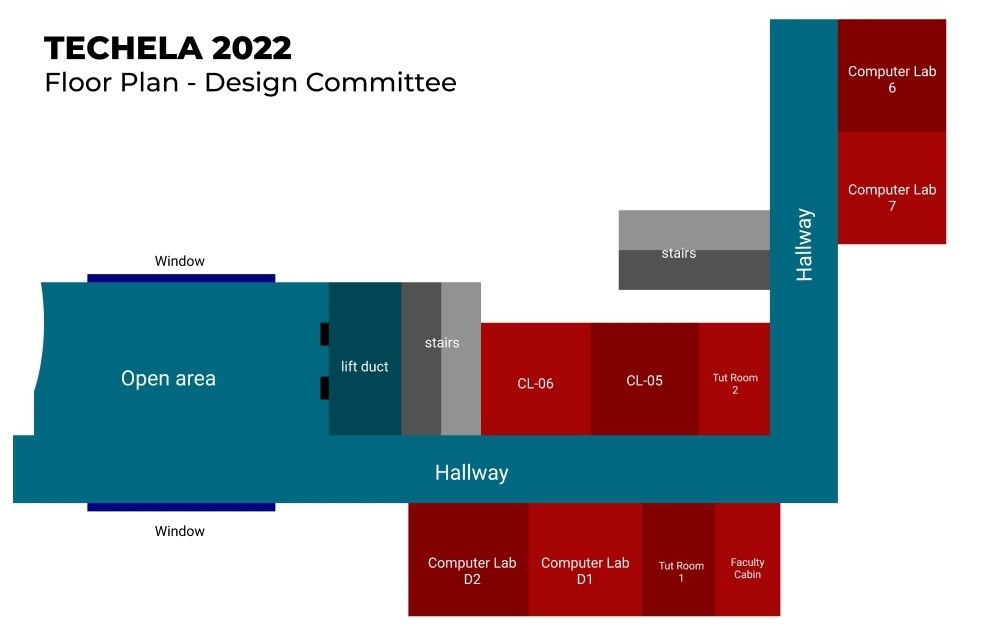 TECHELA 2022
Floor Plan - Design Committee
Computer Lab
6
Computer Lab
7
Hallway
stairs
Window
Open area
lift duct
stairs
CL-06
CL-05
Tut Room
2
Hallway
Window
Computer Lab
D2
Computer Lab
D1
Tut Room
1
Faculty
Cabin